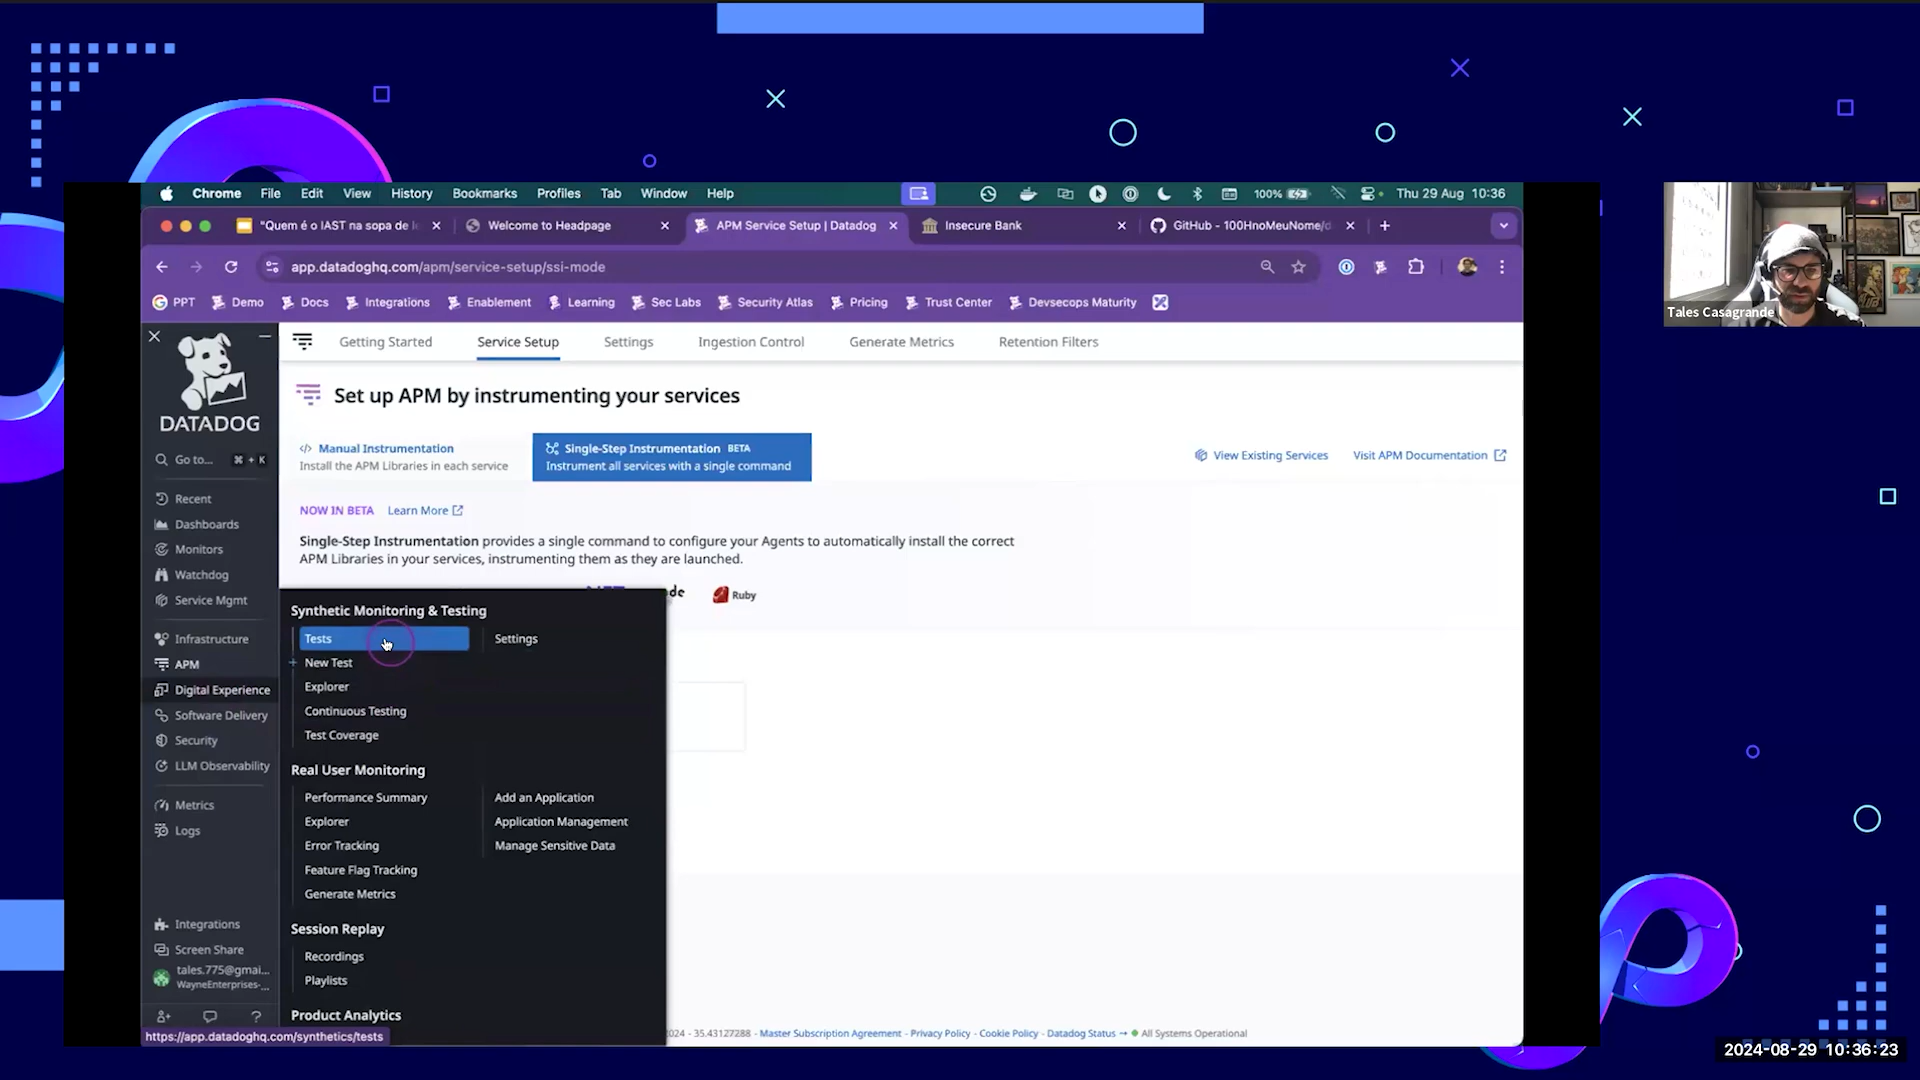 Chrome File Edit View History Bookmarks Profiles Tab Window Help 100% Thu 29 Aug 10:36
"Quem é o IAST na sopa de Welcome to Headpage APM Service Setup | Datadog Insecure Bank GitHub - 100HnoMeuNome/d
app.datadoghq.com/apm/service-setup/ssi-mode
PPT Demo Docs Integrations Enablement Learning Sec Labs Security Atlas Pricing Trust Center Devsecops Maturity
Tales Casagrande
DATADOG
Go to... ⌘ + K
Recent
Dashboards
Monitors
Watchdog
Service Mgmt
Infrastructure
APM
Digital Experience
Software Delivery
Security
LLM Observability
Metrics
Logs
Integrations
Screen Share
tales.775@gmai...
WayneEnterprises-...
Getting Started Service Setup Settings Ingestion Control Generate Metrics Retention Filters
Set up APM by instrumenting your services
Manual Instrumentation
Install the APM Libraries in each service
Single-Step Instrumentation BETA
Instrument all services with a single command
View Existing Services Visit APM Documentation
NOW IN BETA Learn More
Single-Step Instrumentation provides a single command to configure your Agents to automatically install the correct
APM Libraries in your services, instrumenting them as they are launched.
Ruby
Synthetic Monitoring & Testing
Tests Settings
+ New Test
Explorer
Continuous Testing
Test Coverage
Real User Monitoring
Performance Summary Add an Application
Explorer Application Management
Error Tracking Manage Sensitive Data
Feature Flag Tracking
Generate Metrics
Session Replay
Recordings
Playlists
Product Analytics
https://app.datadoghq.com/synthetics/tests
2024 - 35.43127288 - Master Subscription Agreement - Privacy Policy - Cookie Policy - Datadog Status → All Systems Operational
2024-08-29 10:36:23